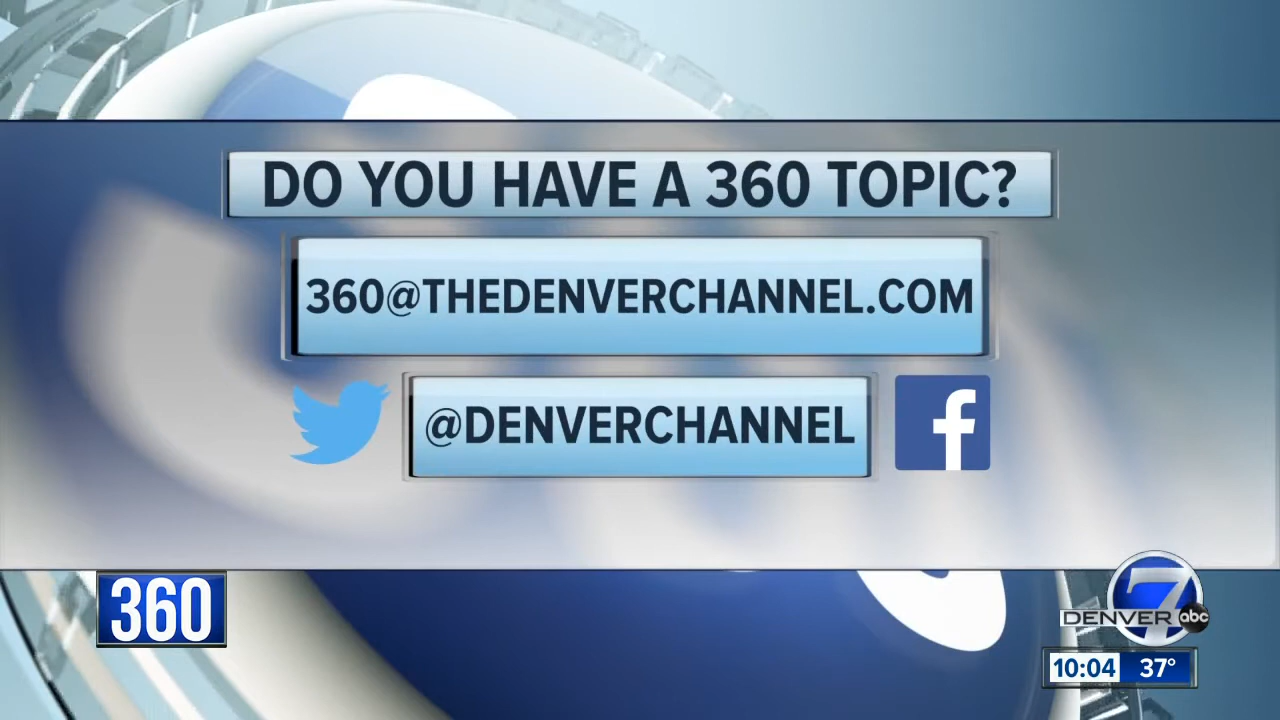 DO YOU HAVE A 360 TOPIC?
360@THEDENVERCHANNEL.COM
@DENVERCHANNEL
360
DENVER 7 abc
10:04 37°